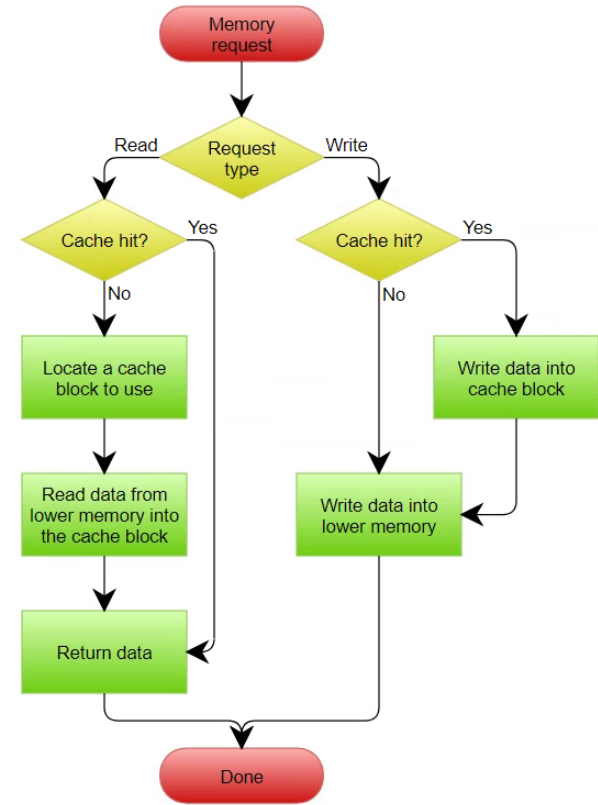 Memory
request
Read
Request
type
Write
Cache hit?
Yes
Cache hit?
Yes
No
No
Locate a cache
block to use
Write data into
cache block
Read data from
lower memory into
the cache block
Write data into
lower memory
Return data
Done